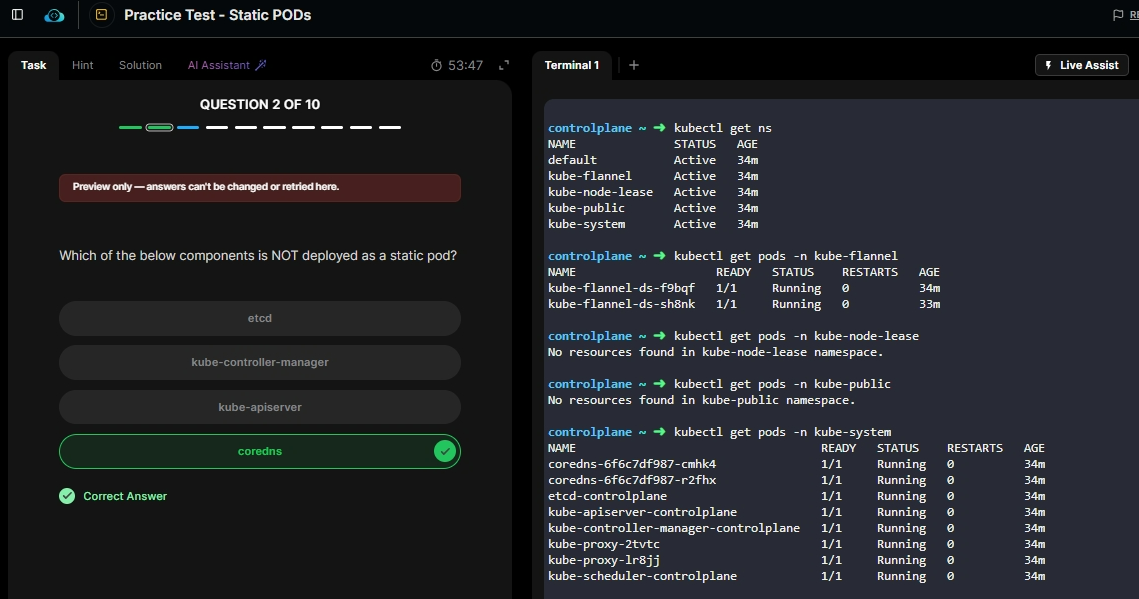 Practice Test - Static PODs
Task Hint Solution AI Assistant 53:47
QUESTION 2 OF 10
Preview only — answers can't be changed or retried here.
Which of the below components is NOT deployed as a static pod?
etcd
kube-controller-manager
kube-apiserver
coredns
Correct Answer
Terminal 1 +
Live Assist
controlplane ~ ➜ kubectl get ns
NAME STATUS AGE
default Active 34m
kube-flannel Active 34m
kube-node-lease Active 34m
kube-public Active 34m
kube-system Active 34m
controlplane ~ ➜ kubectl get pods -n kube-flannel
NAME READY STATUS RESTARTS AGE
kube-flannel-ds-f9bqf 1/1 Running 0 34m
kube-flannel-ds-sh8nk 1/1 Running 0 33m
controlplane ~ ➜ kubectl get pods -n kube-node-lease
No resources found in kube-node-lease namespace.
controlplane ~ ➜ kubectl get pods -n kube-public
No resources found in kube-public namespace.
controlplane ~ ➜ kubectl get pods -n kube-system
NAME READY STATUS RESTARTS AGE
coredns-6f6c7df987-cmhk4 1/1 Running 0 34m
coredns-6f6c7df987-r2fhx 1/1 Running 0 34m
etcd-controlplane 1/1 Running 0 34m
kube-apiserver-controlplane 1/1 Running 0 34m
kube-controller-manager-controlplane 1/1 Running 0 34m
kube-proxy-2tvtc 1/1 Running 0 34m
kube-proxy-lr8jj 1/1 Running 0 34m
kube-scheduler-controlplane 1/1 Running 0 34m